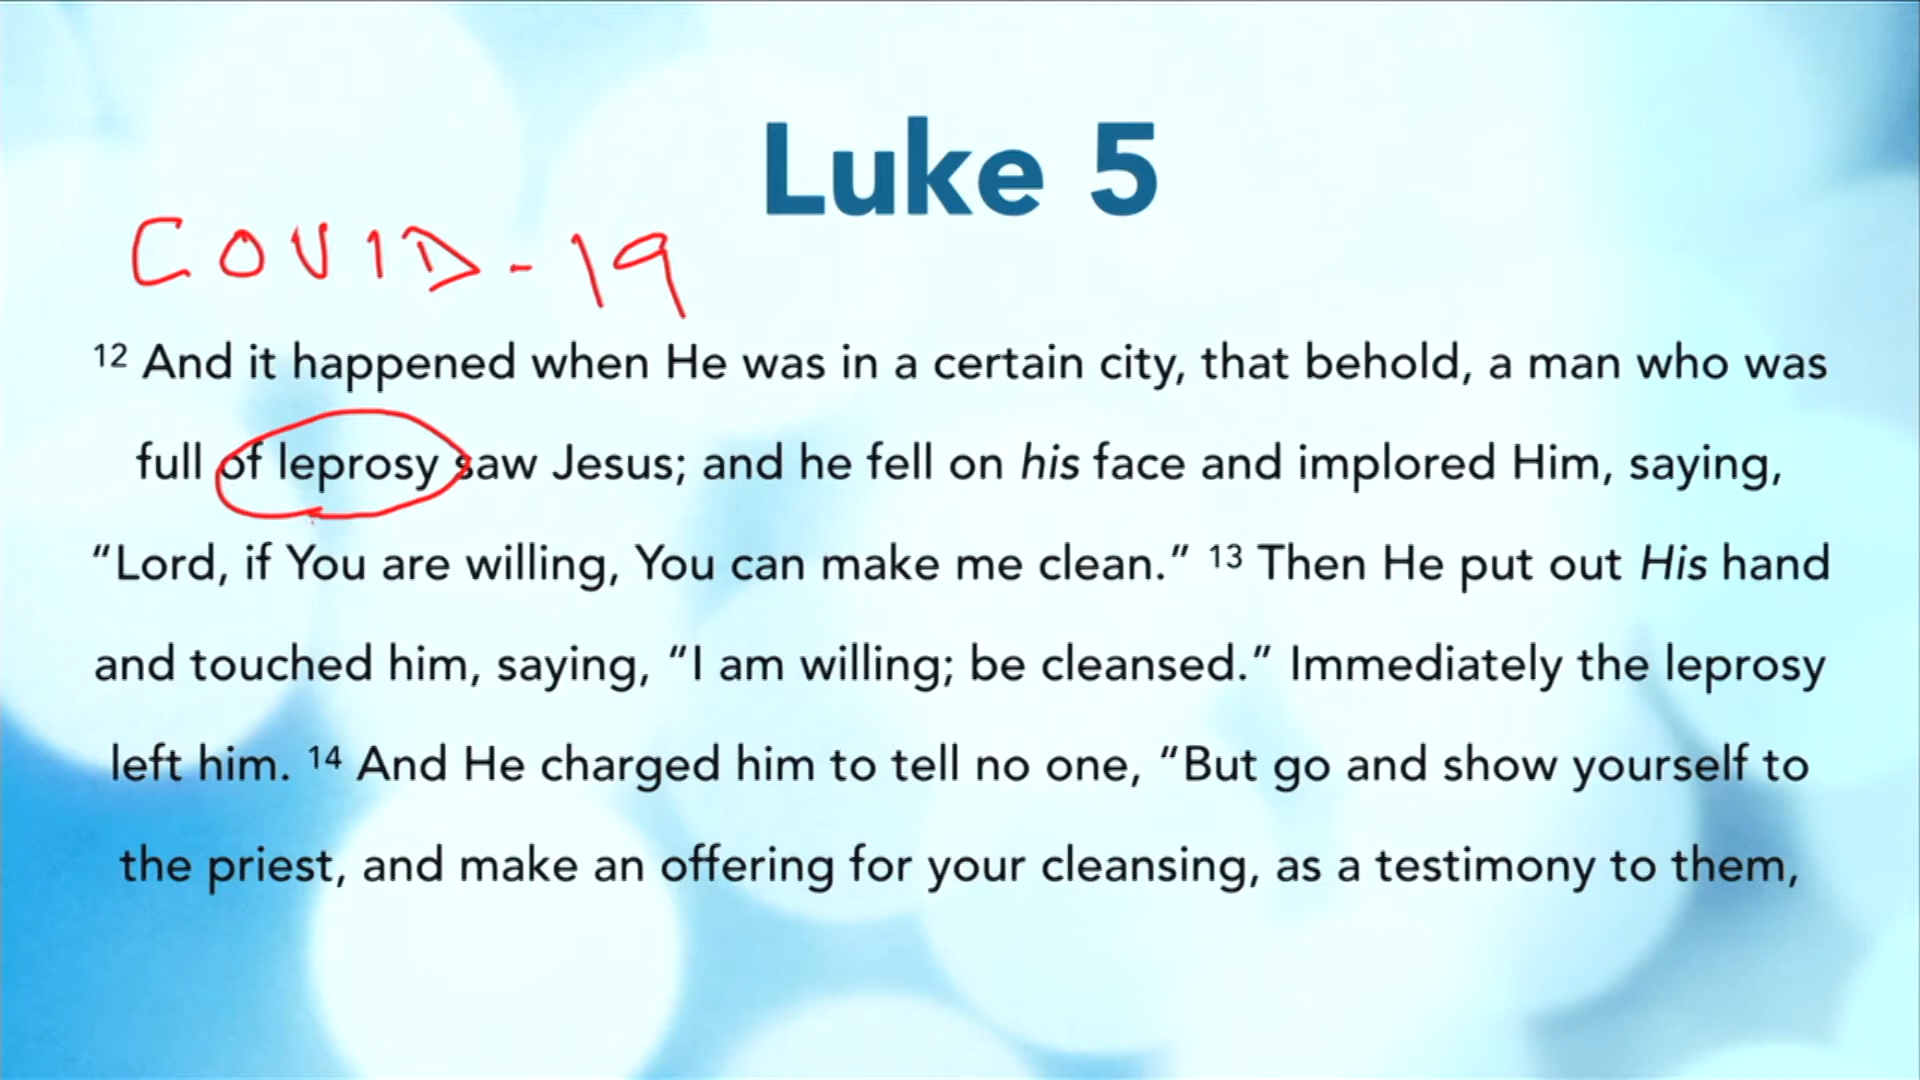 Luke 5
COVID-19
¹² And it happened when He was in a certain city, that behold, a man who was
full of leprosy saw Jesus; and he fell on his face and implored Him, saying,
“Lord, if You are willing, You can make me clean.” ¹³ Then He put out His hand
and touched him, saying, “I am willing; be cleansed.” Immediately the leprosy
left him. ¹⁴ And He charged him to tell no one, “But go and show yourself to
the priest, and make an offering for your cleansing, as a testimony to them,